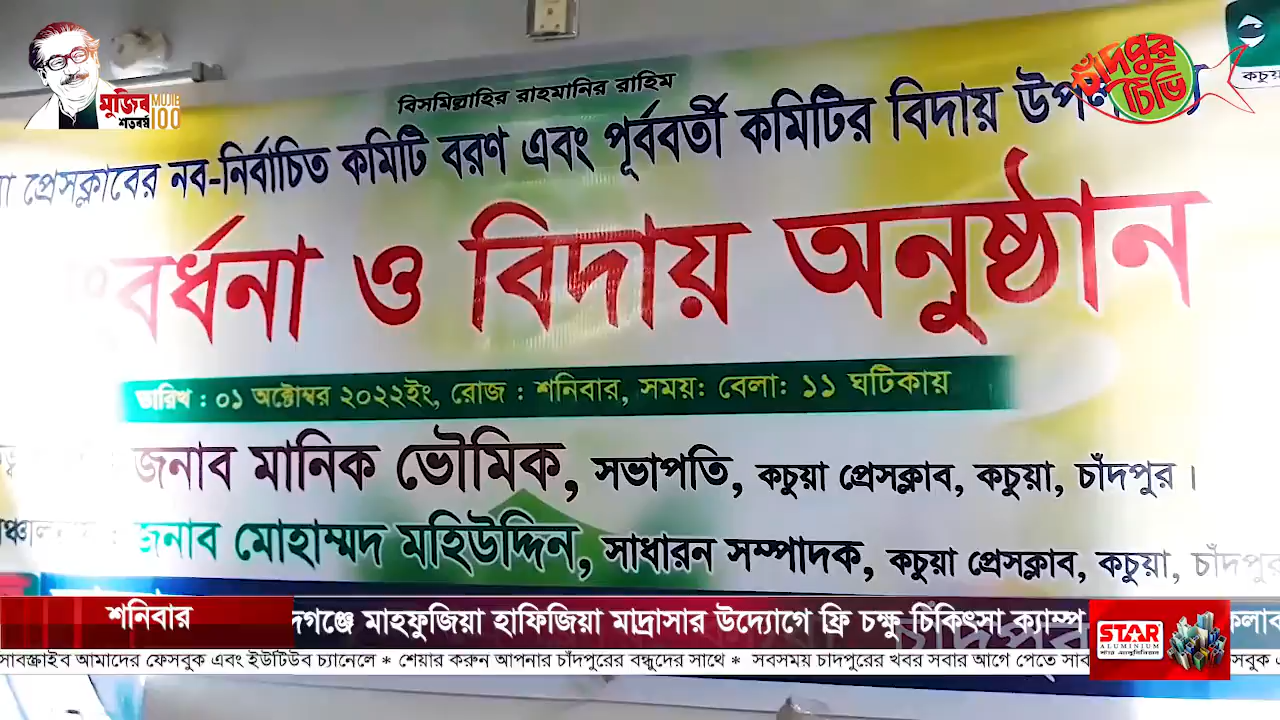 মুজিব MUJIB
শতবর্ষ 100
চাঁদপুর
টিভি
বিসমিল্লাহির রাহমানির রাহিম
প্রেসক্লাবের নব-নির্বাচিত কমিটি বরণ এবং পূর্ববর্তী কমিটির বিদায়
বর্ধনা ও বিদায় অনুষ্ঠান
তারিখ : ০১ অক্টোবর ২০২২ইং, রোজ : শনিবার, সময়: বেলা: ১১ ঘটিকায়
জনাব মানিক ভৌমিক, সভাপতি, কচুয়া প্রেসক্লাব, কচুয়া, চাঁদপুর।
জনাব মোহাম্মদ মহিউদ্দিন, সাধারন সম্পাদক, কচুয়া প্রেসক্লাব, কচুয়া, চাঁদপুর
শনিবার
দগঞ্জে মাহফুজিয়া হাফিজিয়া মাদ্রাসার উদ্যোগে ফ্রি চক্ষু চিকিৎসা ক্যাম্প
STAR
ALUMINIUM
সাবস্ক্রাইব আমাদের ফেসবুক এবং ইউটিউব চ্যানেলে * শেয়ার করুন আপনার চাঁদপুরের বন্ধুদের সাথে * সবসময় চাঁদপুরের খবর সবার আগে পেতে সাব